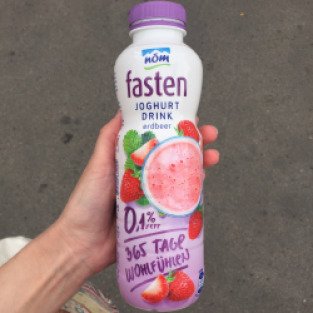 nöm
fasten
JOGHURT
DRINK
erdbeer
0,1%
FETT
365 TAGE
WOHLFÜHLEN